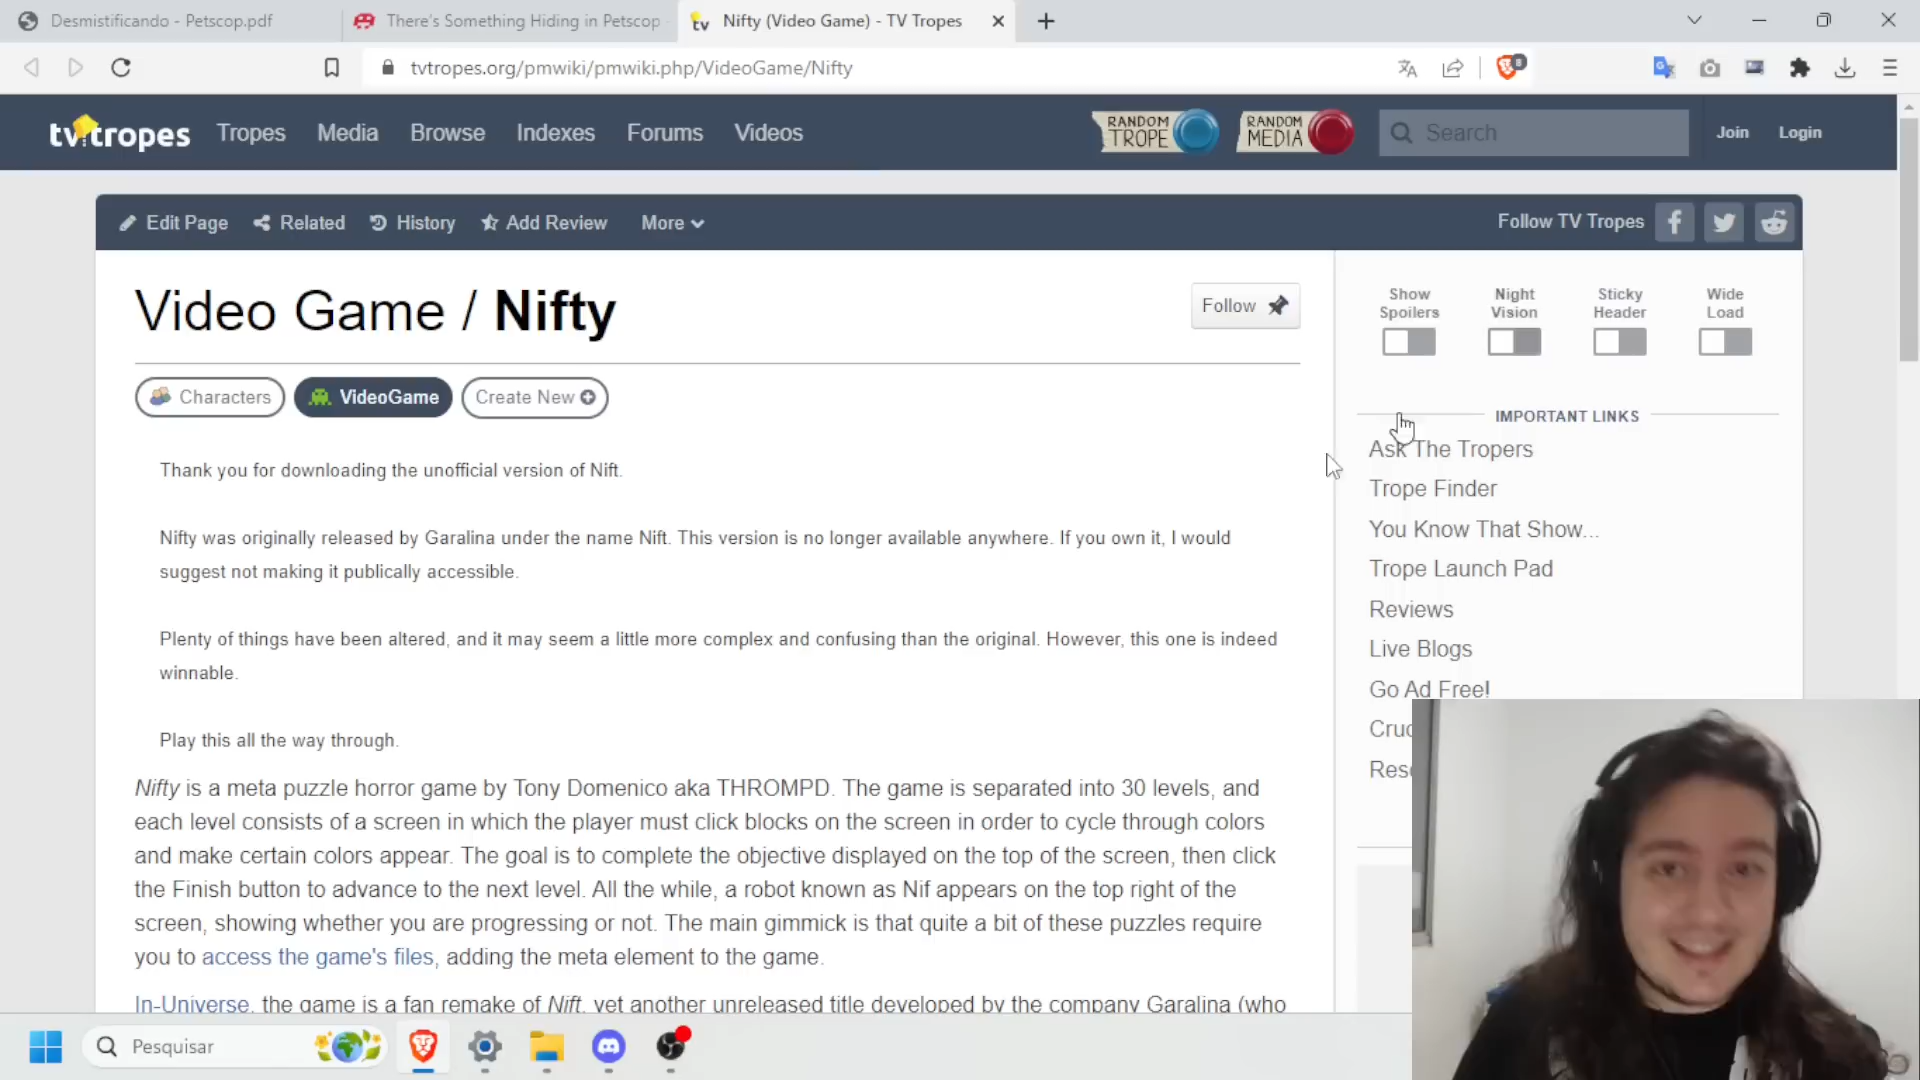 Desmistificando - Petscop.pdf
There's Something Hiding in Petscop
tv Nifty (Video Game) - TV Tropes
tvtropes.org/pmwiki/pmwiki.php/VideoGame/Nifty
8
tvtropes Tropes Media Browse Indexes Forums Videos
RANDOM TROPE
RANDOM MEDIA
Search
Join Login
Edit Page Related History Add Review More
Follow TV Tropes
Video Game / Nifty
Follow
Show Spoilers
Night Vision
Sticky Header
Wide Load
Characters VideoGame Create New
IMPORTANT LINKS
Ask The Tropers
Trope Finder
You Know That Show...
Trope Launch Pad
Reviews
Live Blogs
Go Ad Free!
Thank you for downloading the unofficial version of Nift.
Nifty was originally released by Garalina under the name Nift. This version is no longer available anywhere. If you own it, I would
suggest not making it publically accessible.
Plenty of things have been altered, and it may seem a little more complex and confusing than the original. However, this one is indeed
winnable.
Play this all the way through.
Nifty is a meta puzzle horror game by Tony Domenico aka THROMPD. The game is separated into 30 levels, and
each level consists of a screen in which the player must click blocks on the screen in order to cycle through colors
and make certain colors appear. The goal is to complete the objective displayed on the top of the screen, then click
the Finish button to advance to the next level. All the while, a robot known as Nif appears on the top right of the
screen, showing whether you are progressing or not. The main gimmick is that quite a bit of these puzzles require
you to access the game's files, adding the meta element to the game.
In-Universe, the game is a fan remake of Nift, yet another unreleased title developed by the company Garalina (who
Pesquisar